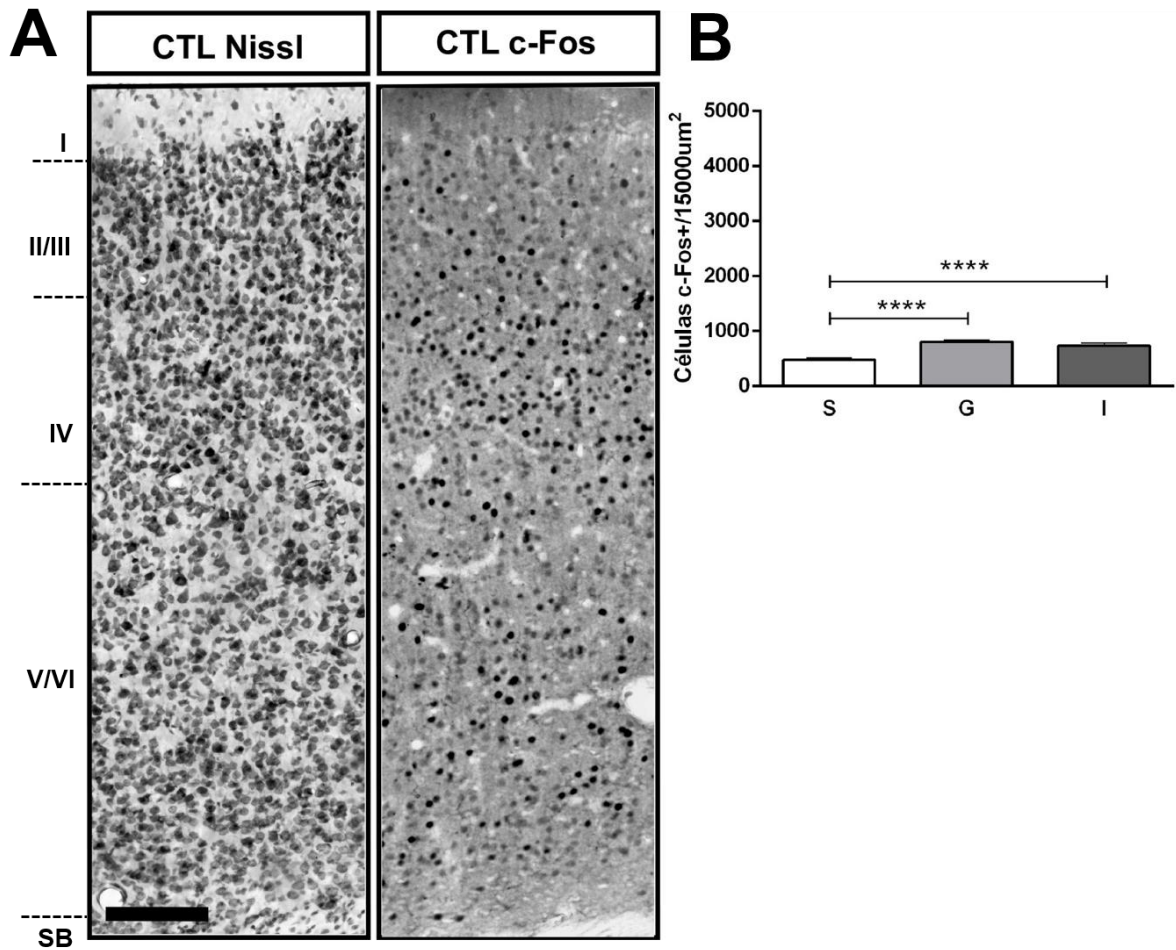 A
CTL Nissl
CTL c-Fos
B
I
II/III
IV
V/VI
SB
Células c-Fos+/15000um²
5000
4000
3000
2000
1000
0
****
****
S
G
I